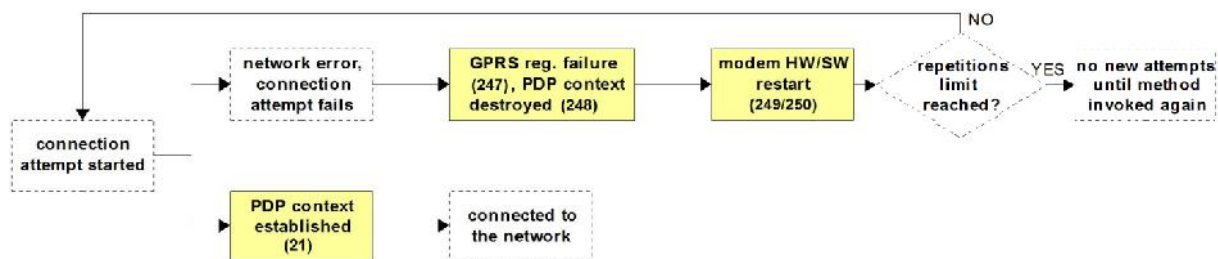 NO
network error,
connection
attempt fails
GPRS reg. failure
(247), PDP context
destroyed (248)
modem HW/SW
restart
(249/250)
repetitions
limit
reached?
YES
no new attempts
until method
invoked again
connection
attempt started
PDP context
established
(21)
connected to
the network